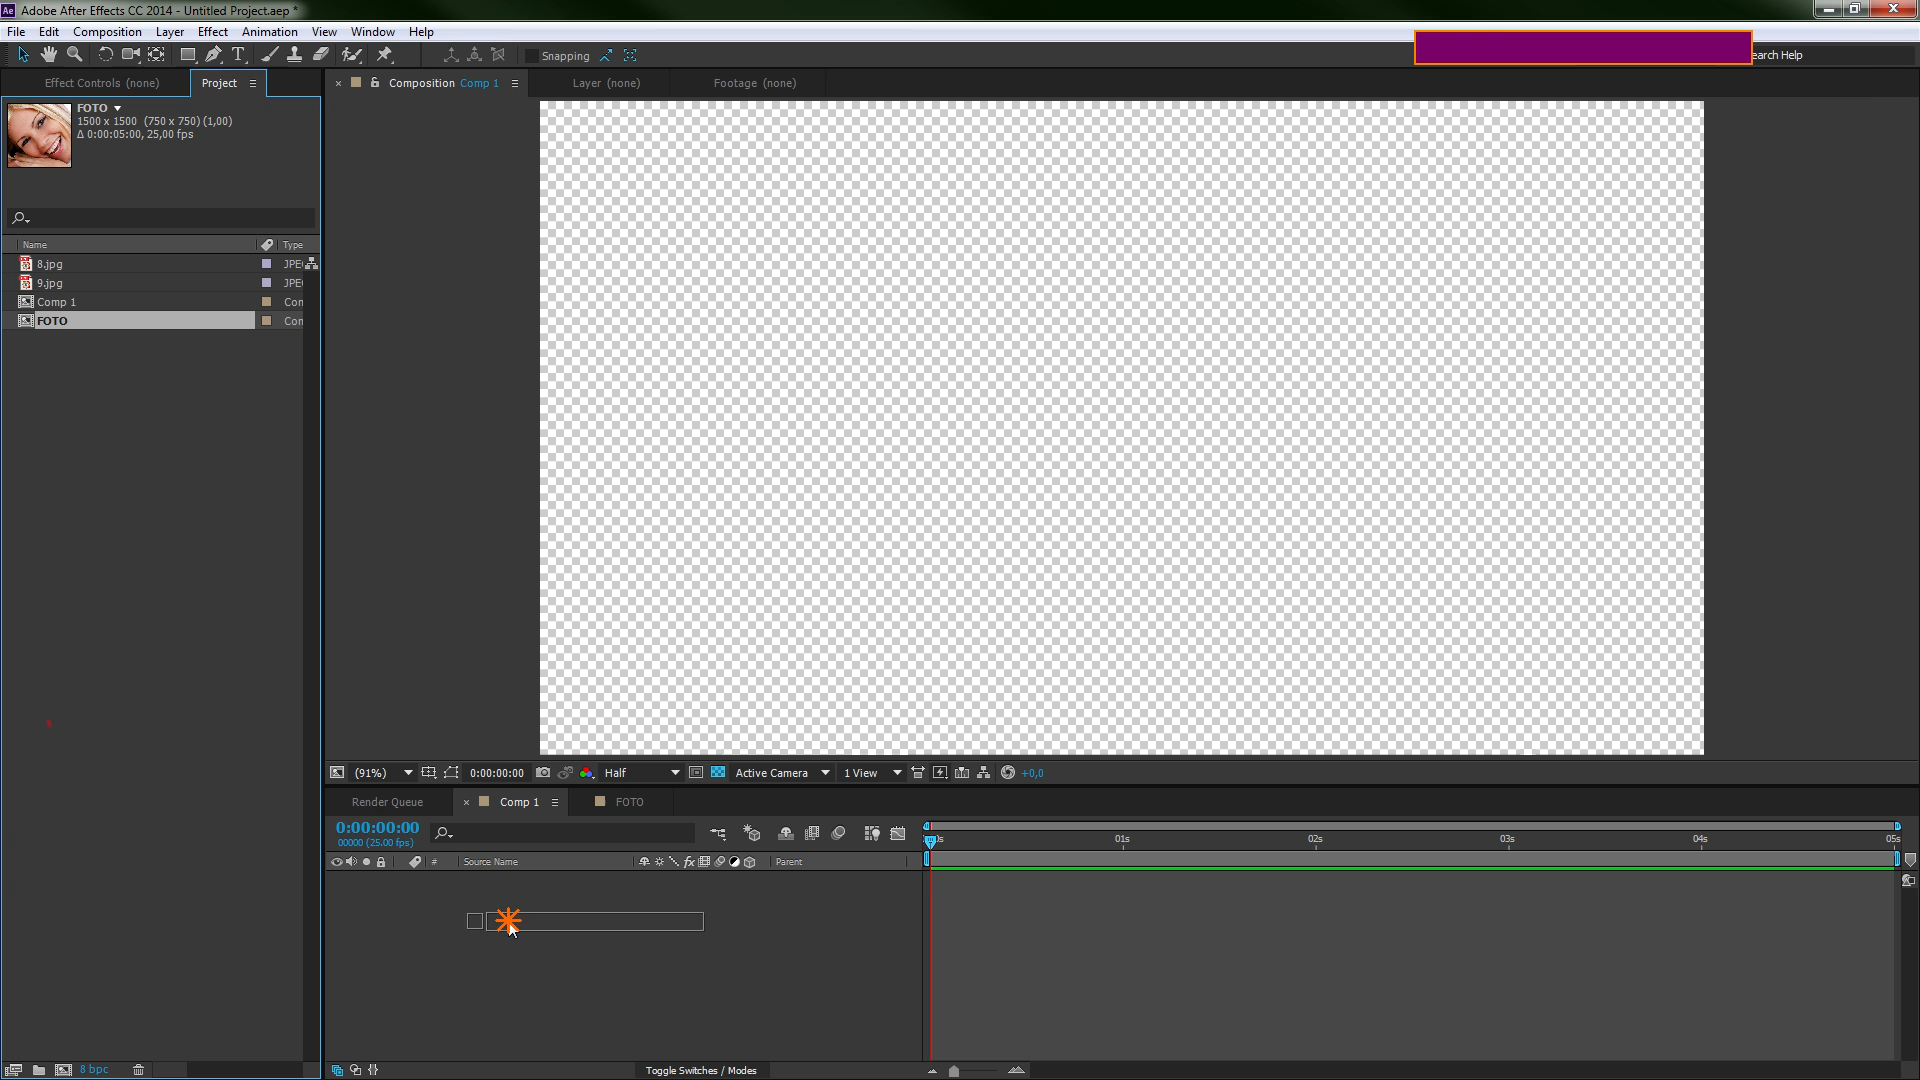 Ae Adobe After Effects CC 2014 - Untitled Project.aep *
File Edit Composition Layer Effect Animation View Window Help
Snapping
earch Help
Effect Controls (none) Project
Composition Comp 1 Layer (none) Footage (none)
FOTO
1500 x 1500 (750 x 750) (1,00)
Δ 0:00:05:00, 25,00 fps
Name Type
8.jpg JPE
9.jpg JPE
Comp 1 Con
FOTO Con
(91%) 0:00:00:00 Half Active Camera 1 View +0,0
Render Queue Comp 1 FOTO
0:00:00:00
00000 (25.00 fps)
0s 01s 02s 03s 04s 05s
# Source Name fx Parent
8 bpc Toggle Switches / Modes